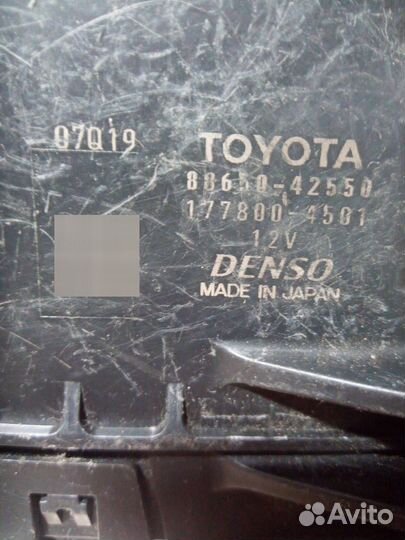 07Q19
TOYOTA
88650-42550
177800-4501
12V
DENSO
MADE IN JAPAN
Avito